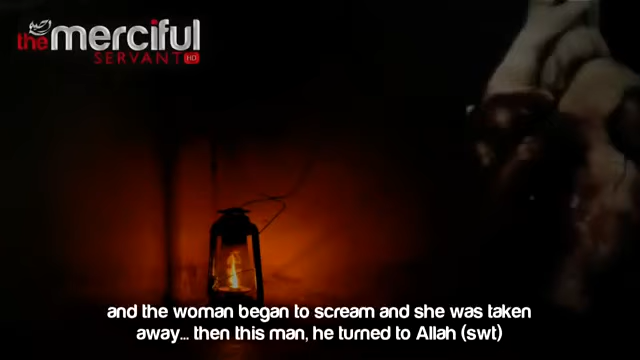 the merciful
SERVANT HD
and the woman began to scream and she was taken
away... then this man, he turned to Allah (swt)